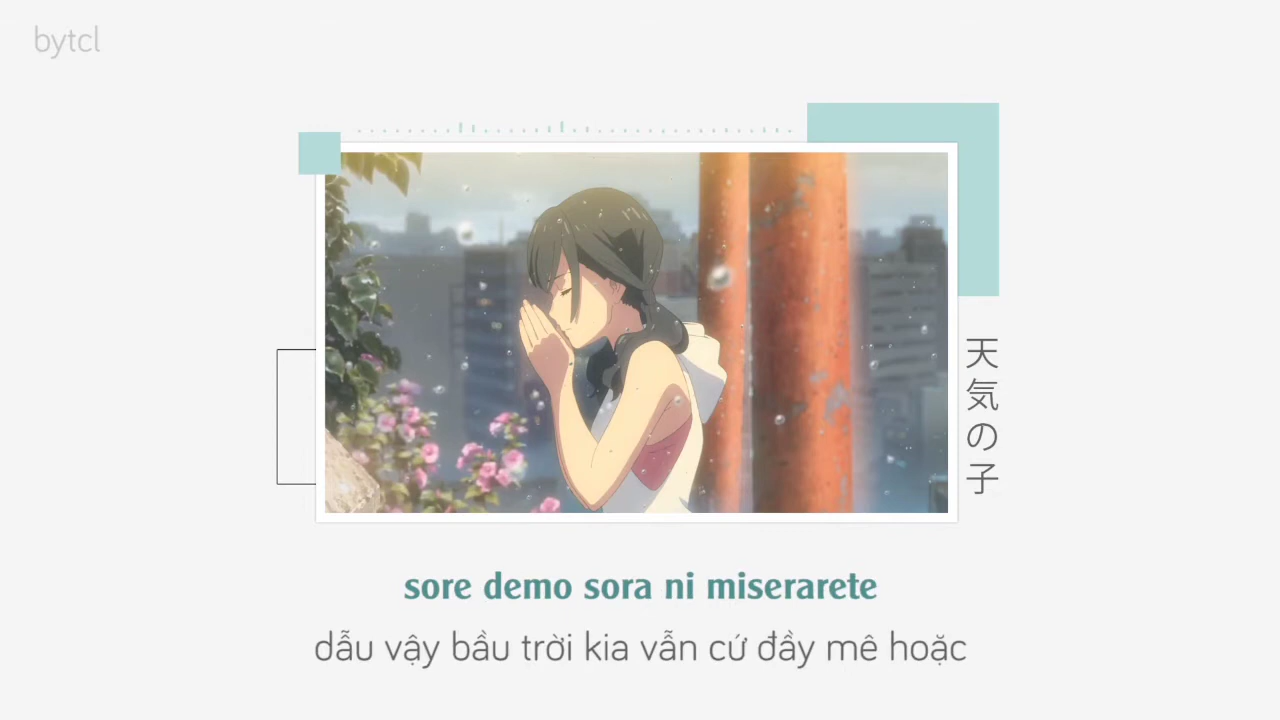 bytcl
天気の子
sore demo sora ni miserarete
dẫu vậy bầu trời kia vẫn cứ đầy mê hoặc